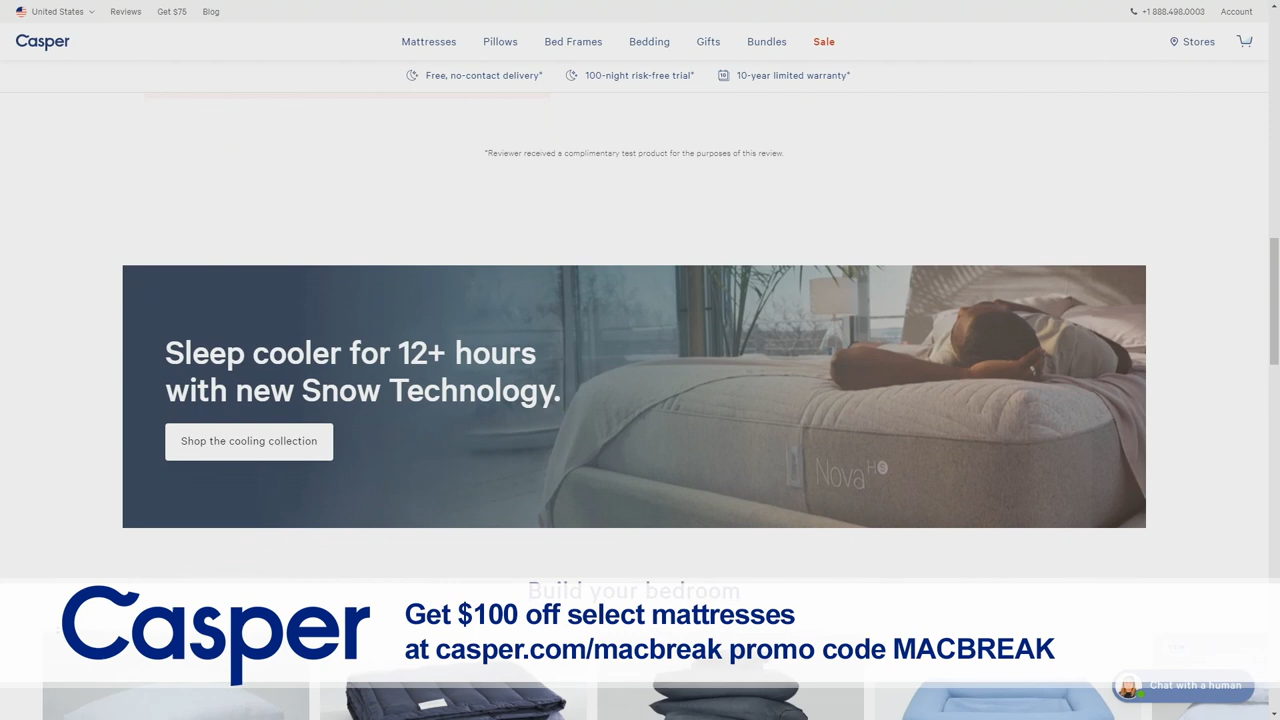 United States
Reviews
Get $75
Blog
+1 888.498.0003
Account
Casper
Mattresses
Pillows
Bed Frames
Bedding
Gifts
Bundles
Sale
Stores
Free, no-contact delivery*
100-night risk-free trial*
10
10-year limited warranty*
*Reviewer received a complimentary test product for the purposes of this review.
Sleep cooler for 12+ hours
with new Snow Technology.
Shop the cooling collection
Nova H
Build your bedroom
Casper
Get $100 off select mattresses
at casper.com/macbreak promo code MACBREAK
Chat with a human